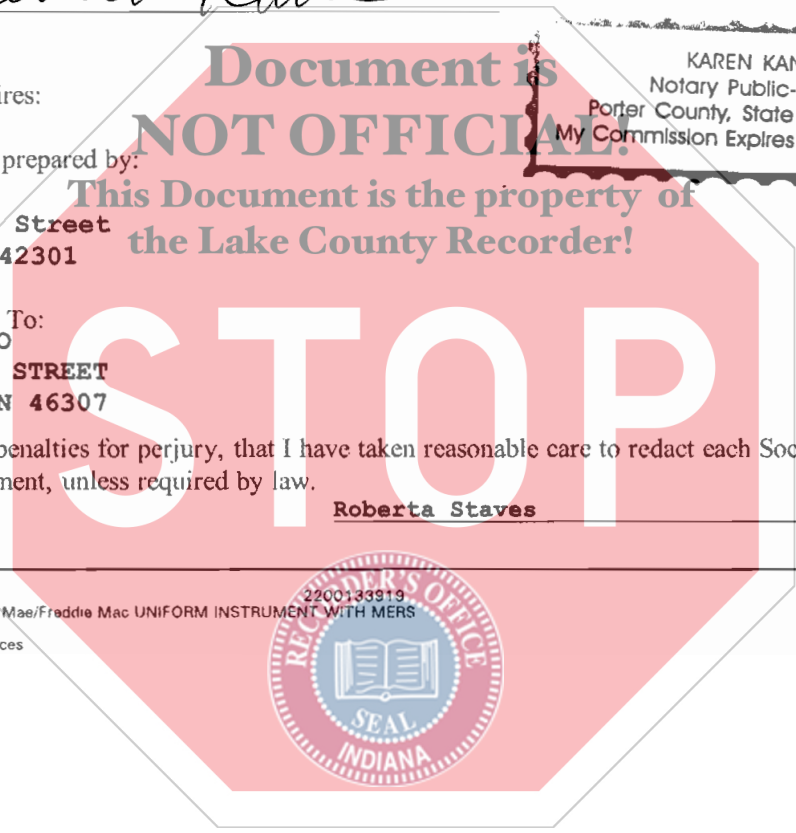 KAREN
Notary Public-
Porter County, State
My Commission Expires
Document is
NOT OFFICIAL!
This Document is the property of
the Lake County Recorder!
ires:
prepared by:
Street
42301
To:
O
STREET
N 46307
penalties for perjury, that I have taken reasonable care to redact each Soc
ment, unless required by law.
Roberta Staves
STOP
2200133919
Mae/Freddie Mac UNIFORM INSTRUMENT WITH MERS
ces
RECORDER'S OFFICE
SEAL
INDIANA